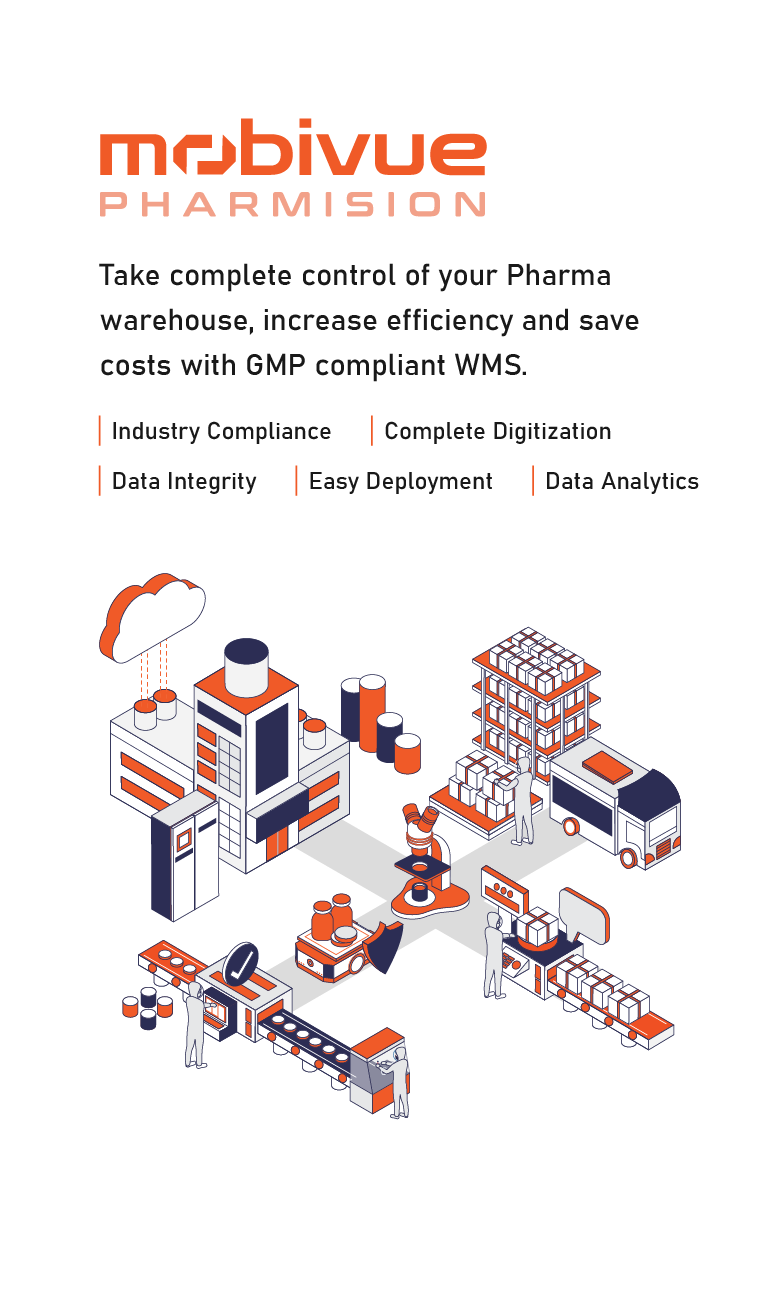 mobivue
PHARMISION
Take complete control of your Pharma
warehouse, increase efficiency and save
costs with GMP compliant WMS.
Industry Compliance Complete Digitization
Data Integrity Easy Deployment Data Analytics